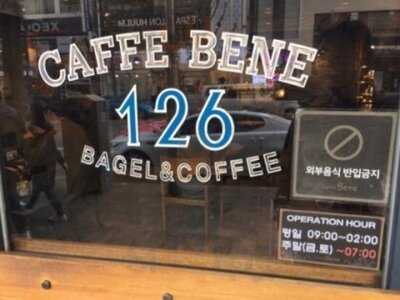 CAFFE BENE
126
BAGEL&COFFEE
외부음식 반입금지
Bene
OPERATION HOUR
평일 09:00~02:00
주말(금.토) ~07:00